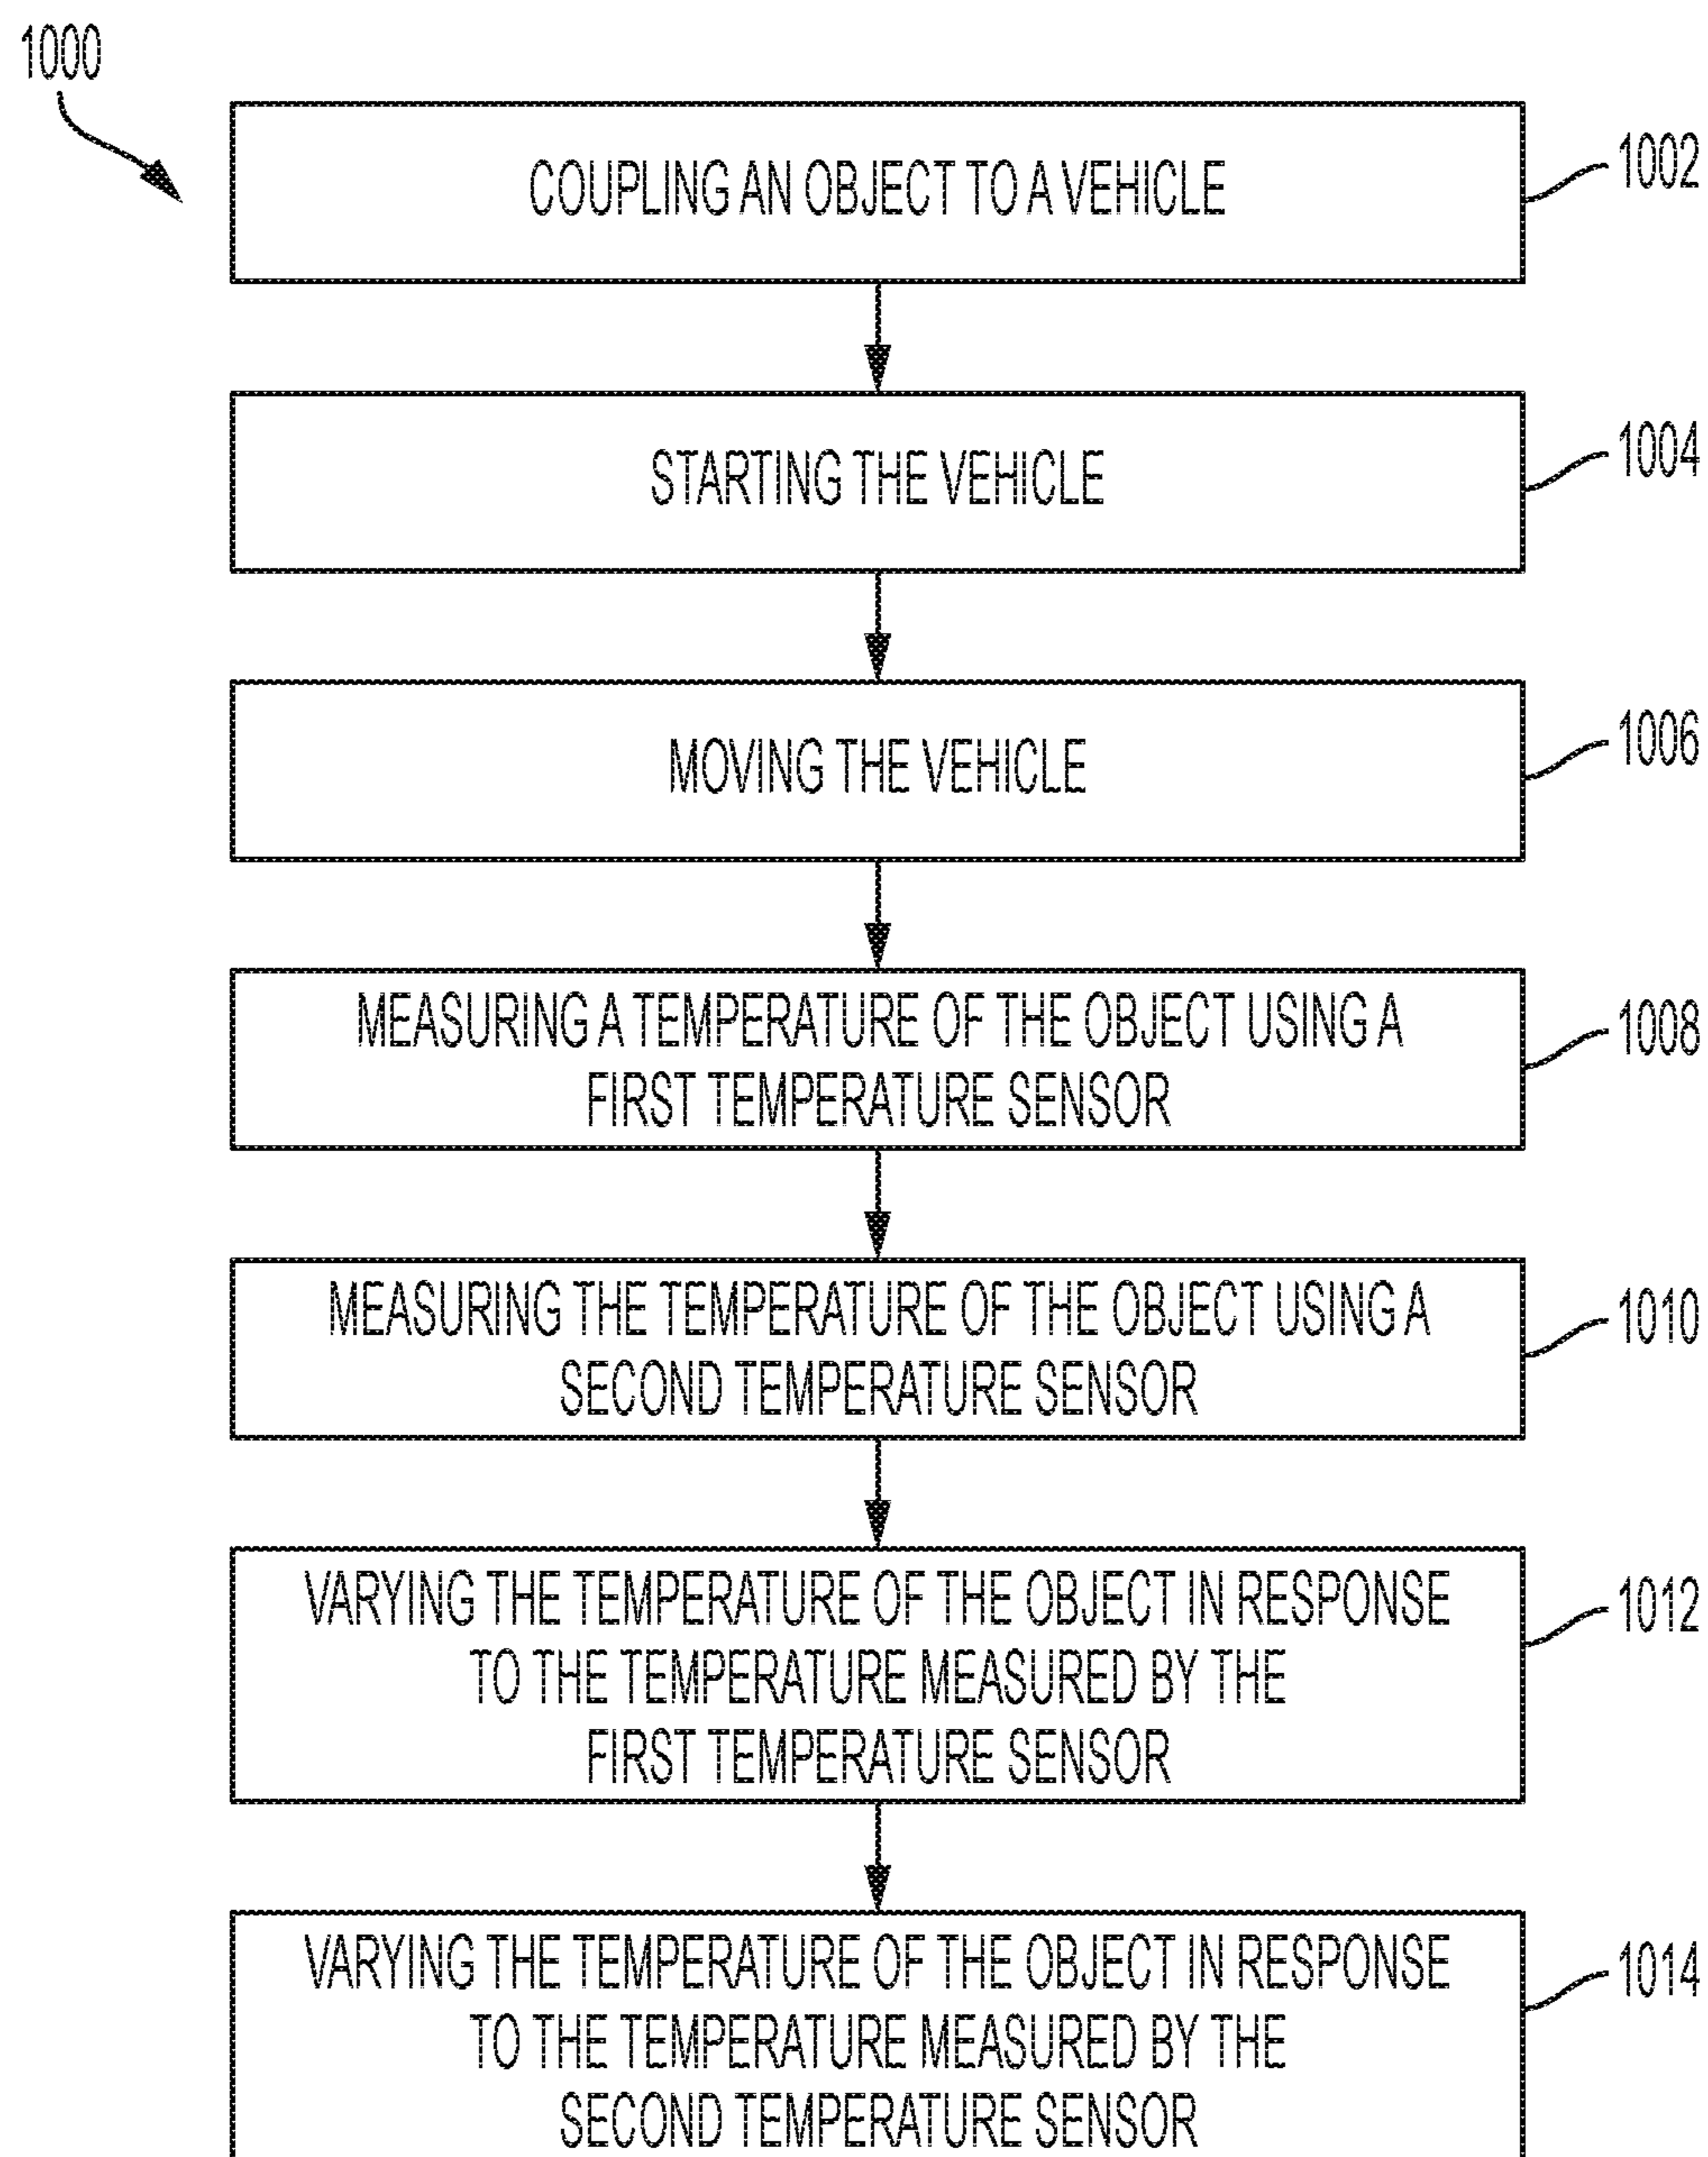 1000
COUPLING AN OBJECT TO A VEHICLE
1002
STARTING THE VEHICLE
1004
MOVING THE VEHICLE
1006
MEASURING A TEMPERATURE OF THE OBJECT USING A
FIRST TEMPERATURE SENSOR
1008
MEASURING THE TEMPERATURE OF THE OBJECT USING A
SECOND TEMPERATURE SENSOR
1010
VARYING THE TEMPERATURE OF THE OBJECT IN RESPONSE
TO THE TEMPERATURE MEASURED BY THE
FIRST TEMPERATURE SENSOR
1012
VARYING THE TEMPERATURE OF THE OBJECT IN RESPONSE
TO THE TEMPERATURE MEASURED BY THE
SECOND TEMPERATURE SENSOR
1014